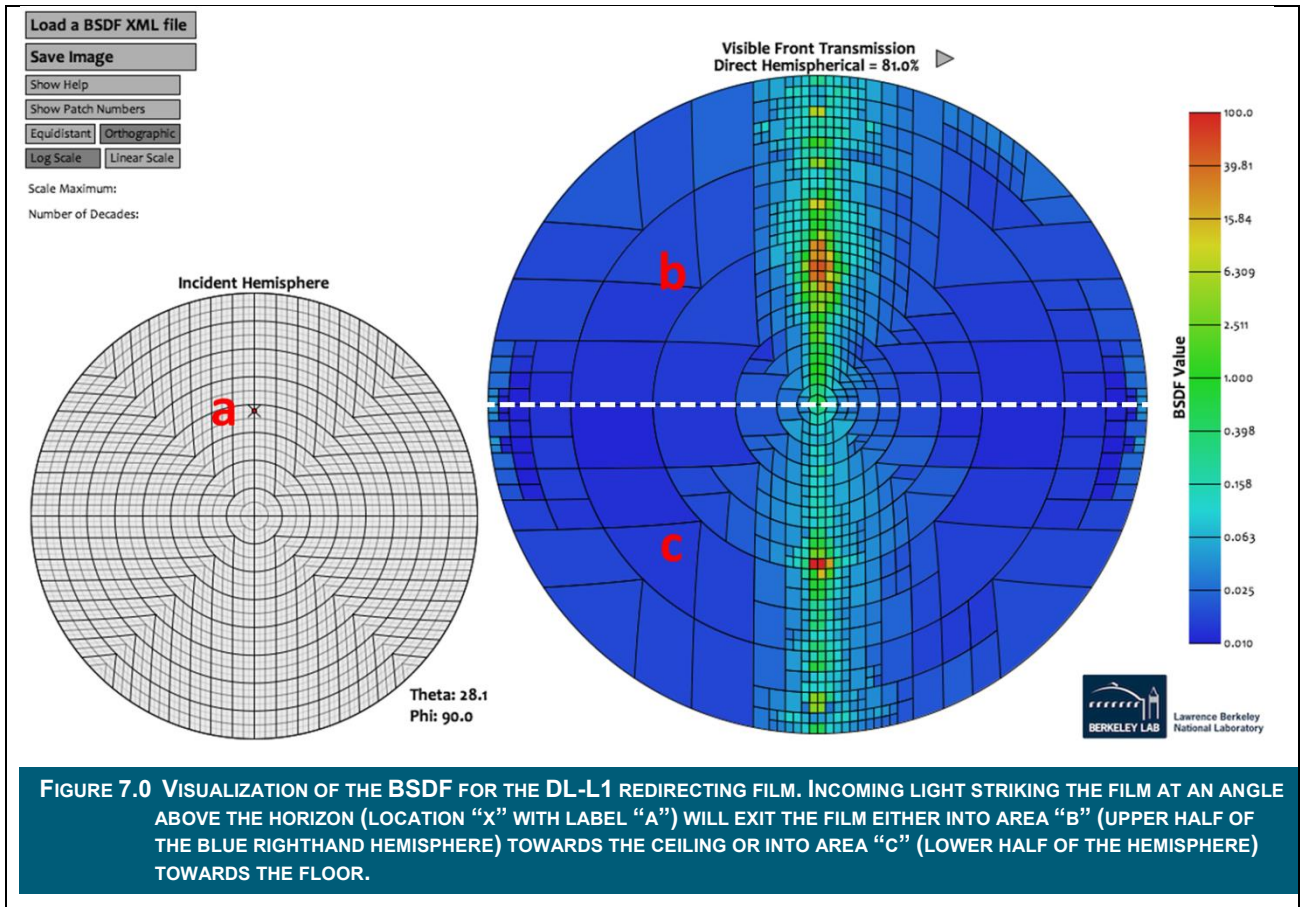 Load a BSDF XML file
Save Image
Show Help
Show Patch Numbers
Equidistant Orthographic
Log Scale Linear Scale
Scale Maximum:
Number of Decades:
Visible Front Transmission
Direct Hemispherical = 81.0%
Incident Hemisphere
a
b
c
Theta: 28.1
Phi: 90.0
BSDF Value
100.0
39.81
15.84
6.309
2.511
1.000
0.398
0.158
0.063
0.025
0.010
BERKELEY LAB
Lawrence Berkeley
National Laboratory
FIGURE 7.0 VISUALIZATION OF THE BSDF FOR THE DL-L1 REDIRECTING FILM. INCOMING LIGHT STRIKING THE FILM AT AN ANGLE
ABOVE THE HORIZON (LOCATION “X” WITH LABEL “A”) WILL EXIT THE FILM EITHER INTO AREA “B” (UPPER HALF OF
THE BLUE RIGHTHAND HEMISPHERE) TOWARDS THE CEILING OR INTO AREA “C” (LOWER HALF OF THE HEMISPHERE)
TOWARDS THE FLOOR.